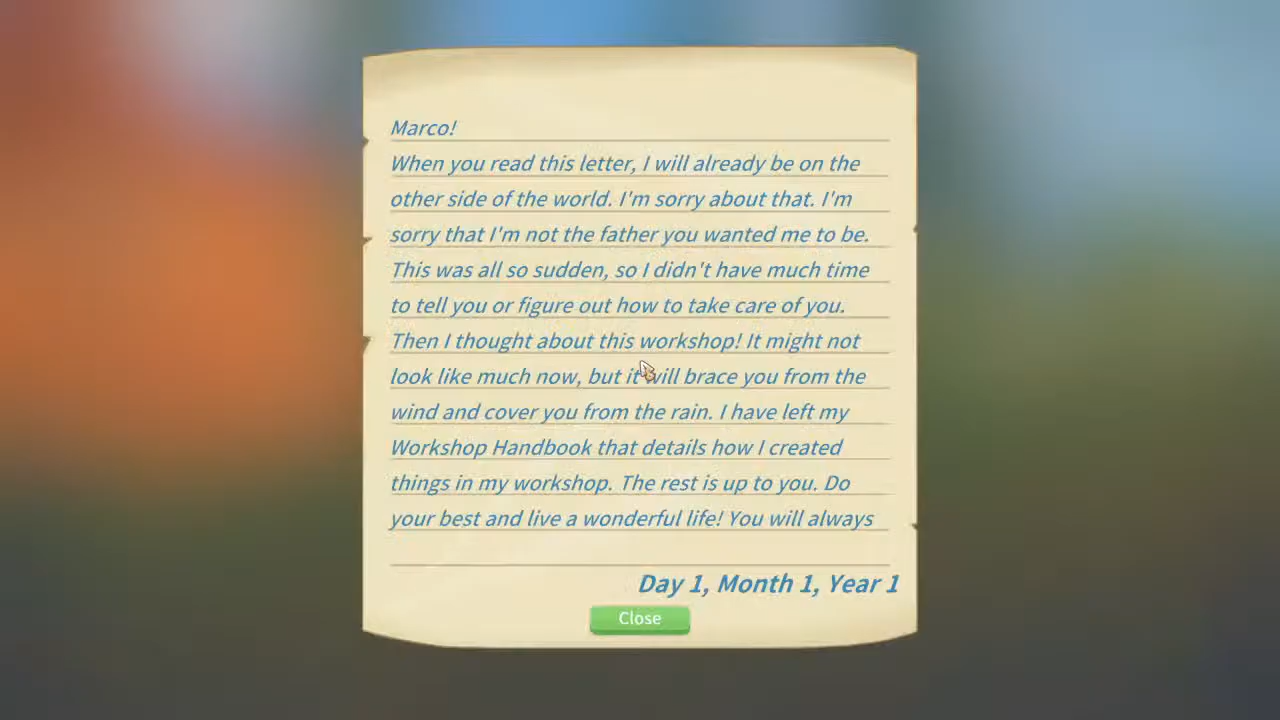 Marco!
When you read this letter, I will already be on the
other side of the world. I'm sorry about that. I'm
sorry that I'm not the father you wanted me to be.
This was all so sudden, so I didn't have much time
to tell you or figure out how to take care of you.
Then I thought about this workshop! It might not
look like much now, but it will brace you from the
wind and cover you from the rain. I have left my
Workshop Handbook that details how I created
things in my workshop. The rest is up to you. Do
your best and live a wonderful life! You will always
Day 1, Month 1, Year 1
Close